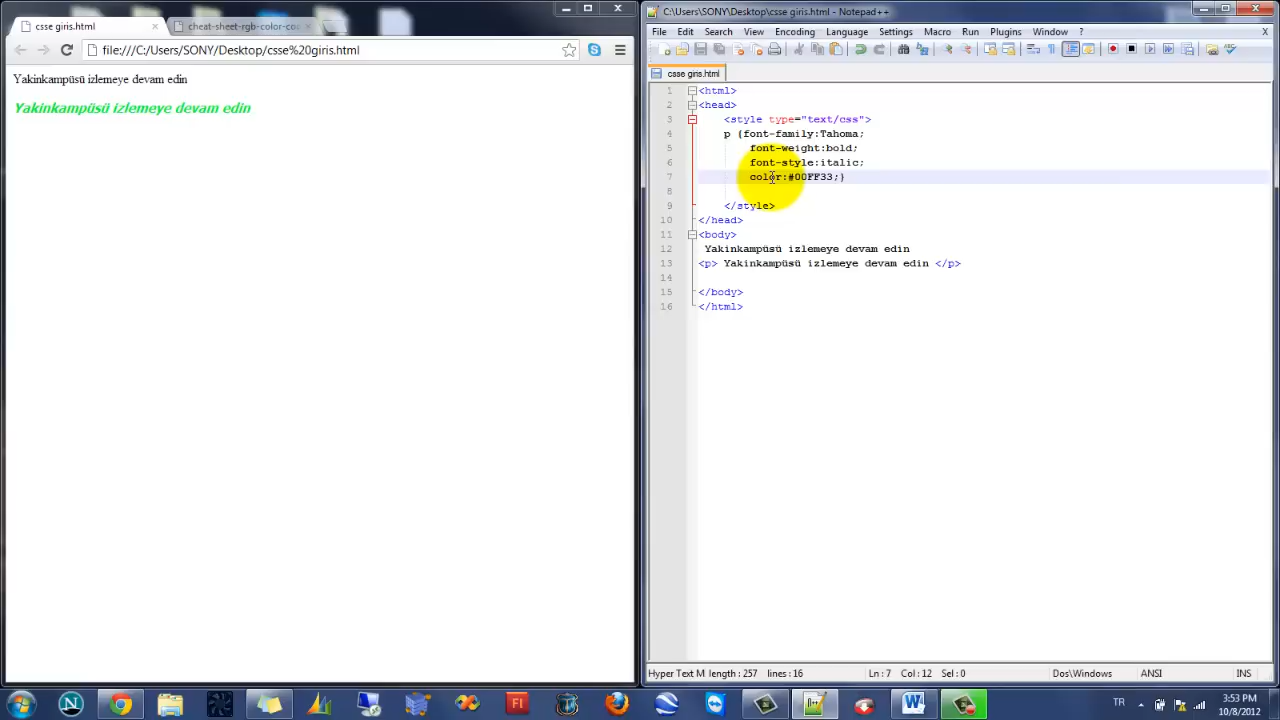 csse giris.html
cheat-sheet-rgb-color-co
file:///C:/Users/SONY/Desktop/csse%20giris.html
Yakinkampüsü izlemeye devam edin
Yakinkampüsü izlemeye devam edin
C:\Users\SONY\Desktop\csse giris.html - Notepad++
File Edit Search View Encoding Language Settings Macro Run Plugins Window ? X
csse giris.html
1 <html>
2 <head>
3 <style type="text/css">
4 p {font-family:Tahoma;
5 font-weight:bold;
6 font-style:italic;
7 color:#00FF33;}
8
9 </style>
10 </head>
11 <body>
12 Yakinkampüsü izlemeye devam edin
13 <p> Yakinkampüsü izlemeye devam edin </p>
14
15 </body>
16 </html>
Hyper Text M length : 257 lines : 16 Ln : 7 Col : 12 Sel : 0 Dos\Windows ANSI INS
TR 3:53 PM
10/8/2012